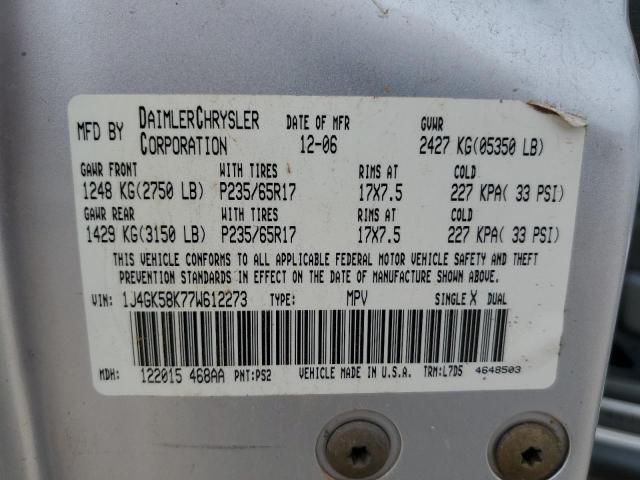 MFD BY DAIMLERCHRYSLER CORPORATION DATE OF MFR 12-06 GVWR 2427 KG(05350 LB)
GAWR FRONT WITH TIRES RIMS AT COLD
1248 KG(2750 LB) P235/65R17 17X7.5 227 KPA( 33 PSI)
GAWR REAR WITH TIRES RIMS AT COLD
1429 KG(3150 LB) P235/65R17 17X7.5 227 KPA( 33 PSI)
THIS VEHICLE CONFORMS TO ALL APPLICABLE FEDERAL MOTOR VEHICLE SAFETY AND THEFT
PREVENTION STANDARDS IN EFFECT ON THE DATE OF MANUFACTURE SHOWN ABOVE.
VIN: 1J4GK58K77W612273 TYPE: MPV SINGLE X DUAL
MDH: 122015 468AA PNT:PS2 VEHICLE MADE IN U.S.A. TRM:L7D5 4648503